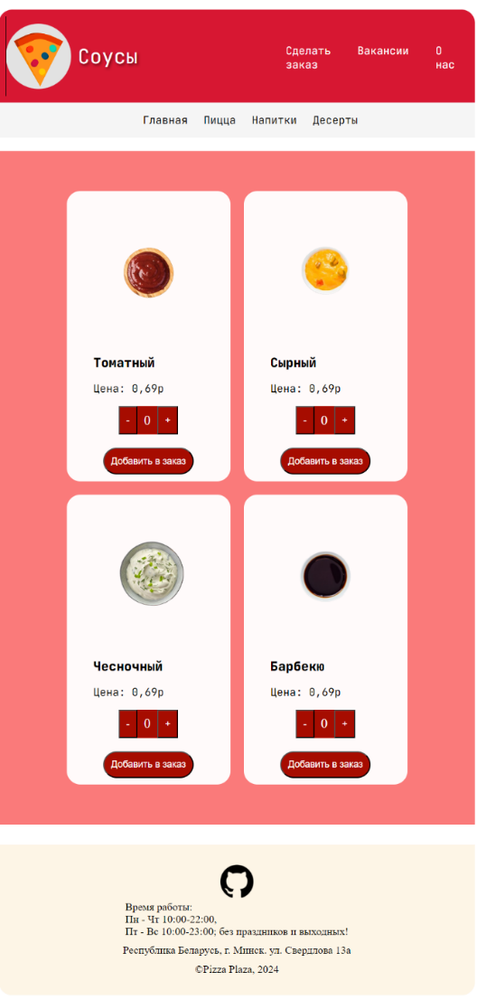 Соусы
Сделать
заказ
Вакансии
О
нас
Главная Пицца Напитки Десерты
Томатный
Цена: 0,69р
- 0 +
Добавить в заказ
Сырный
Цена: 0,69р
- 0 +
Добавить в заказ
Чесночный
Цена: 0,69р
- 0 +
Добавить в заказ
Барбекю
Цена: 0,69р
- 0 +
Добавить в заказ
Время работы:
Пн - Чт 10:00-22:00,
Пт - Вс 10:00-23:00; без праздников и выходных!
Республика Беларусь, г. Минск. ул. Свердлова 13а
©Pizza Plaza, 2024